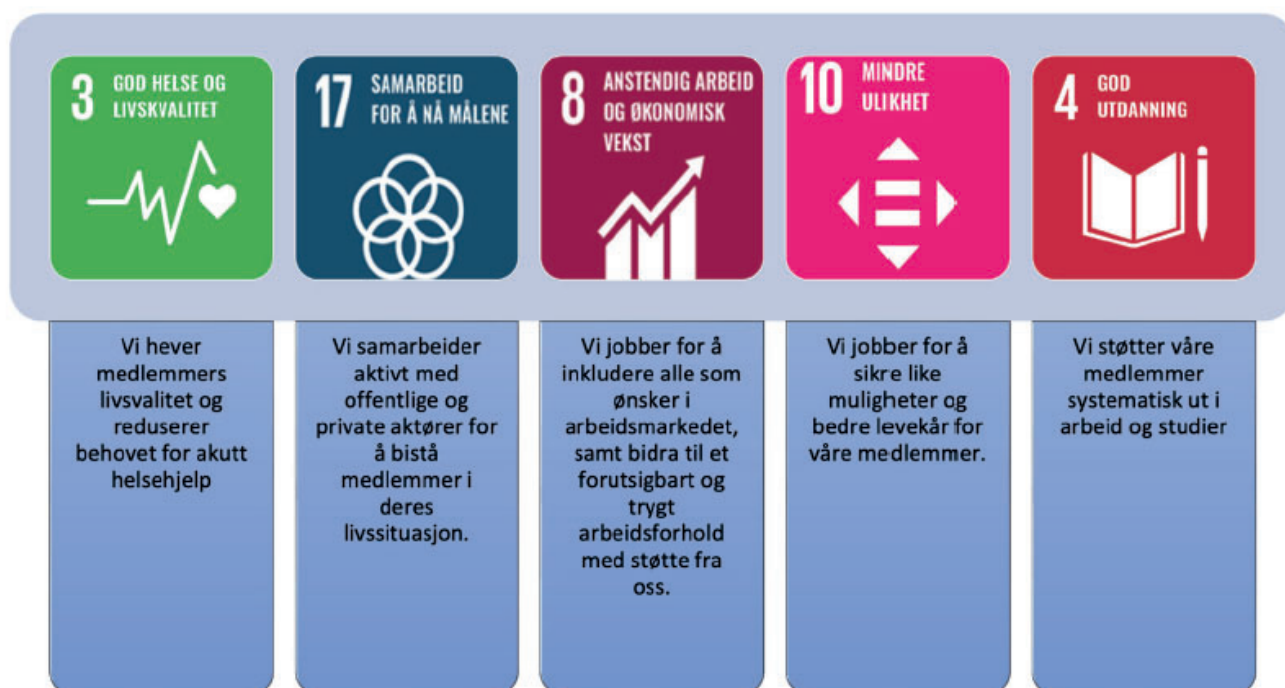 3 GOD HELSE OG
LIVSKVALITET
17 SAMARBEID
FOR Å NÅ MÅLENE
8 ANSTENDIG ARBEID
OG ØKONOMISK
VEKST
10 MINDRE
ULIKHET
4 GOD
UTDANNING
Vi hever
medlemmers
livsvalitet og
reduserer
behovet for akutt
helsehjelp
Vi samarbeider
aktivt med
offentlige og
private aktører for
å bistå
medlemmer i
deres
livssituasjon.
Vi jobber for å
inkludere alle som
ønsker i
arbeidsmarkedet,
samt bidra til et
forutsigbart og
trygt
arbeidsforhold
med støtte fra
oss.
Vi jobber for å
sikre like
muligheter og
bedre levekår for
våre medlemmer.
Vi støtter våre
medlemmer
systematisk ut i
arbeid og studier